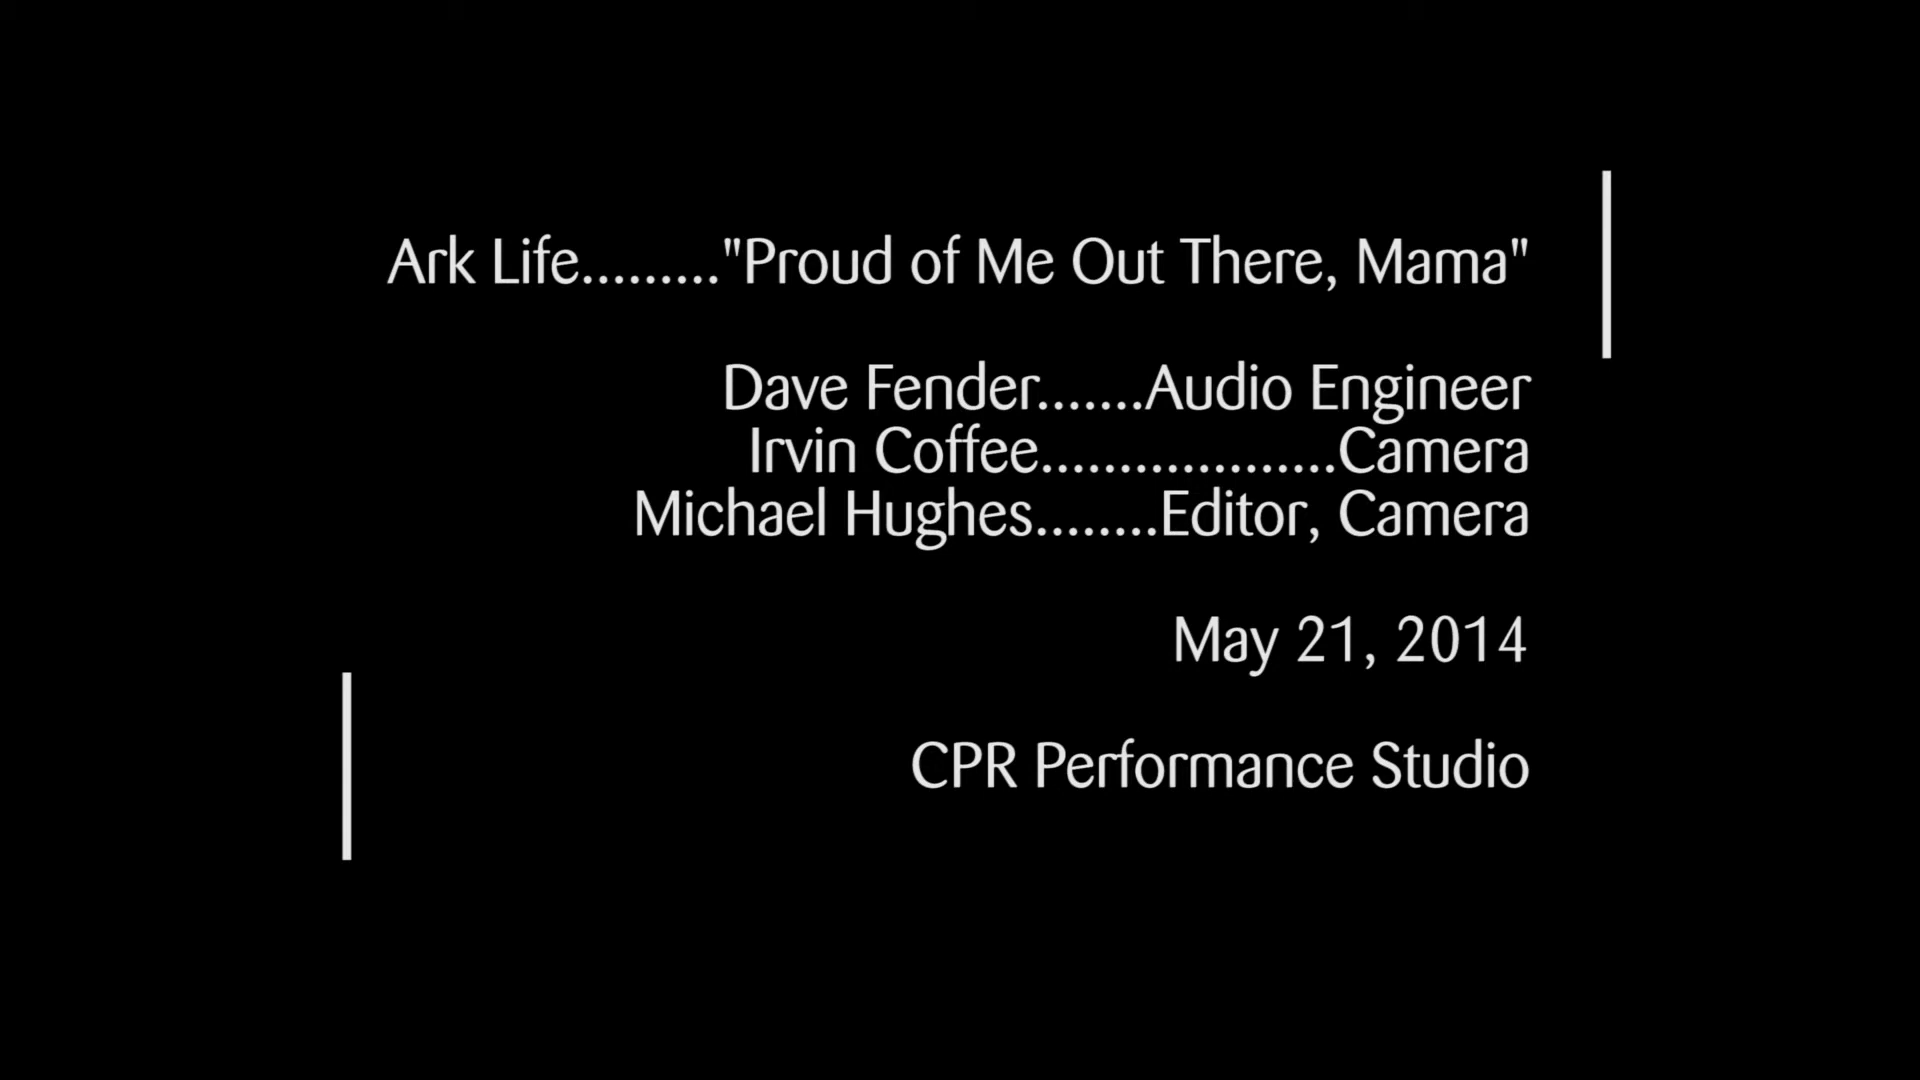 Ark Life........."Proud of Me Out There, Mama"
Dave Fender.......Audio Engineer
Irvin Coffee...................Camera
Michael Hughes........Editor, Camera
May 21, 2014
CPR Performance Studio